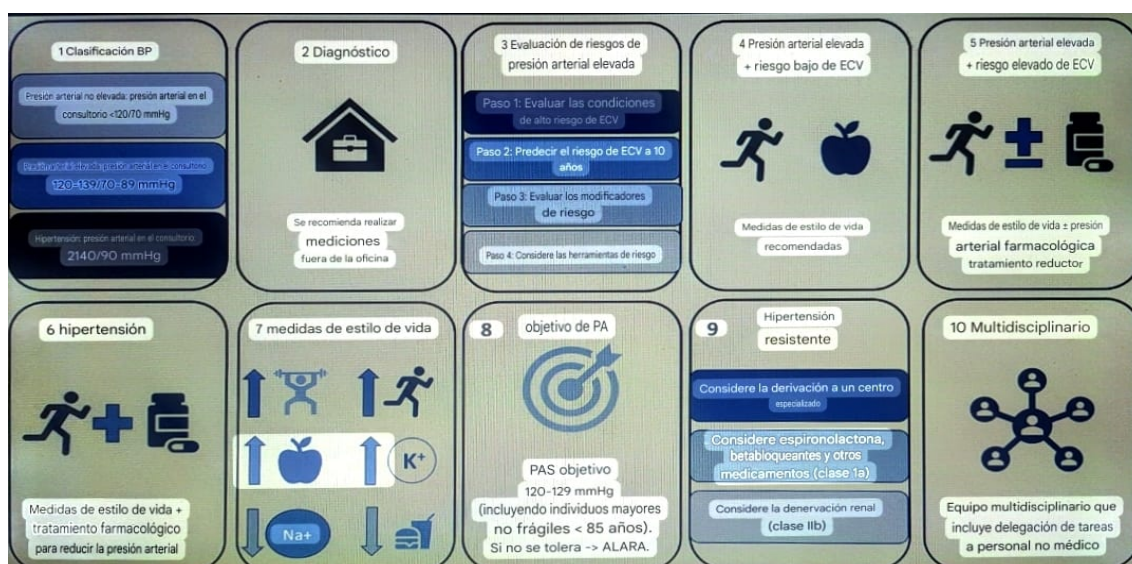 1 Clasificación BP
Presión arterial no elevada: presión arterial en el
consultorio <120/70 mmHg
Presión arterial elevada: presión arterial en el consultorio
120-139/70-89 mmHg
Hipertensión: presión arterial en el consultorio
2140/90 mmHg
2 Diagnóstico
Se recomienda realizar
mediciones
fuera de la oficina
3 Evaluación de riesgos de
presión arterial elevada
Paso 1: Evaluar las condiciones
de alto riesgo de ECV
Paso 2: Predecir el riesgo de ECV a 10
años
Paso 3: Evaluar los modificadores
de riesgo
Paso 4: Considere las herramientas de riesgo
4 Presión arterial elevada
+ riesgo bajo de ECV
Medidas de estilo de vida
recomendadas
5 Presión arterial elevada
+ riesgo elevado de ECV
Medidas de estilo de vida ± presión
arterial farmacológica
tratamiento reductor
6 hipertensión
Medidas de estilo de vida +
tratamiento farmacológico
para reducir la presión arterial
7 medidas de estilo de vida
K+
Na+
8 objetivo de PA
PAS objetivo
120-129 mmHg
(incluyendo individuos mayores
no frágiles < 85 años).
Si no se tolera -> ALARA.
9 Hipertensión
resistente
Considere la derivación a un centro
especializado
Considere espironolactona,
betabloqueantes y otros
medicamentos (clase 1a)
Considere la denervación renal
(clase IIb)
10 Multidisciplinario
Equipo multidisciplinario que
incluye delegación de tareas
a personal no médico